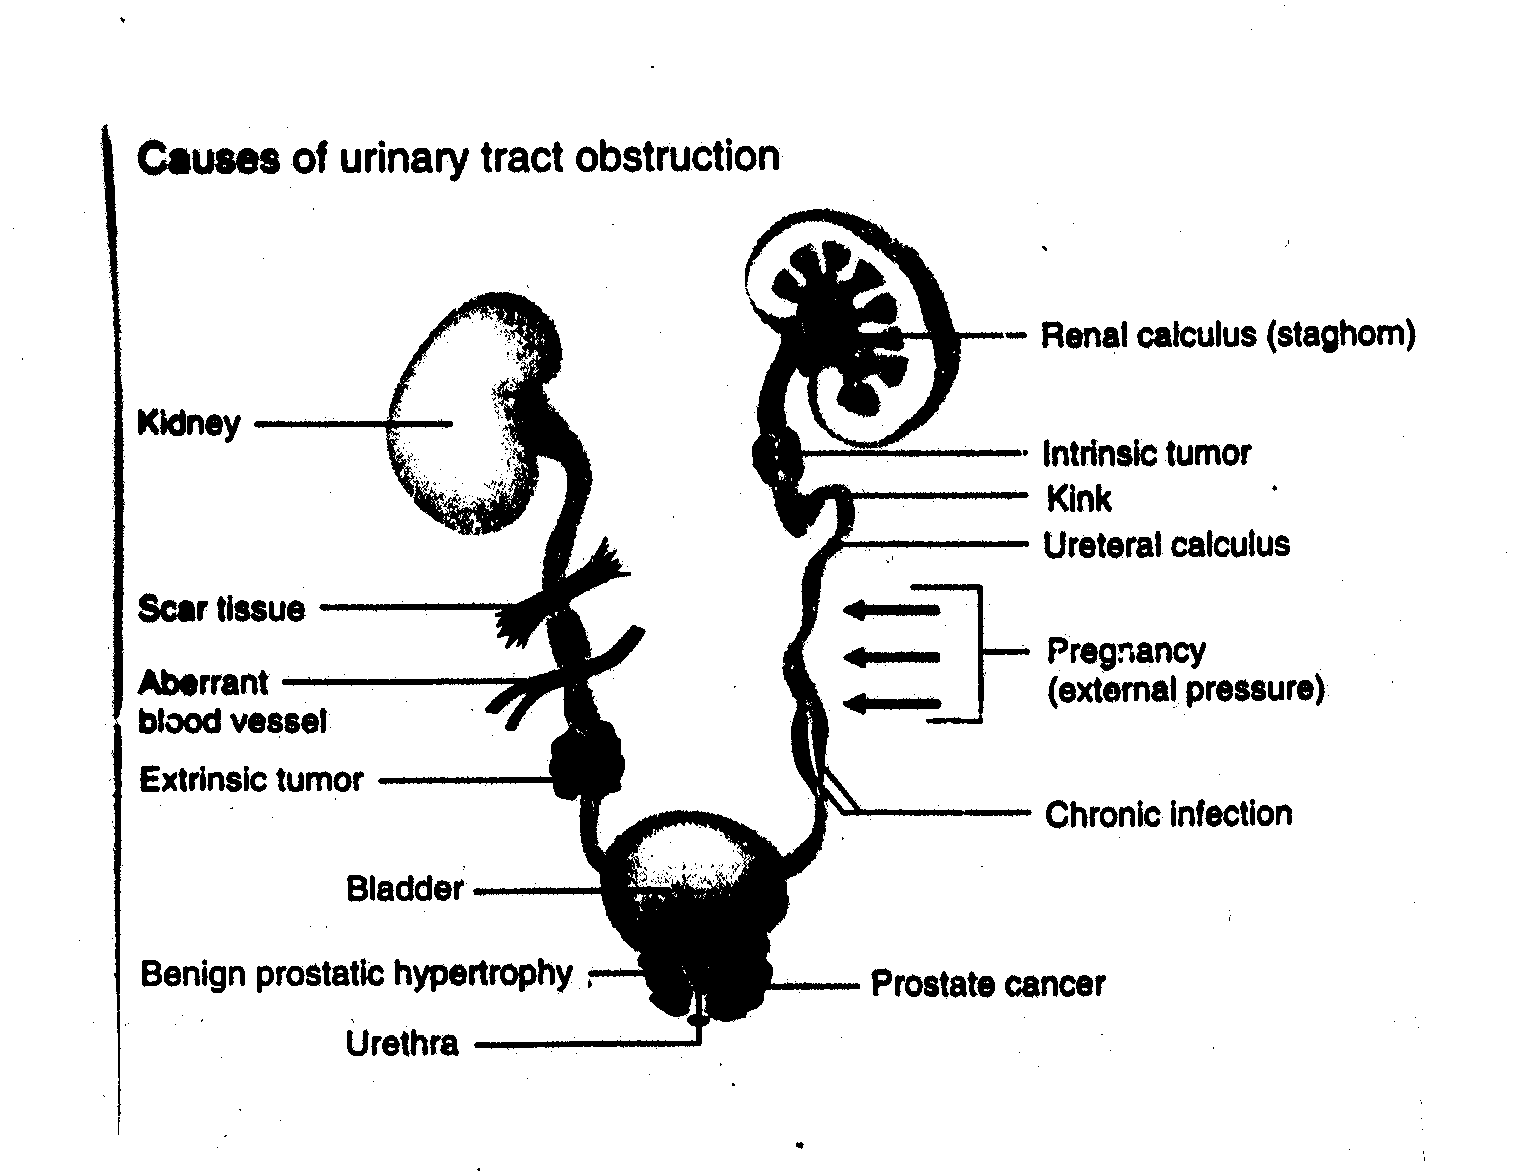 Causes of urinary tract obstruction
Renal calculus (staghorn)
Kidney
Intrinsic tumor
Kink
Ureteral calculus
Scar tissue
Pregnancy
(external pressure)
Aberrant
blood vessel
Extrinsic tumor
Chronic infection
Bladder
Benign prostatic hypertrophy
Prostate cancer
Urethra